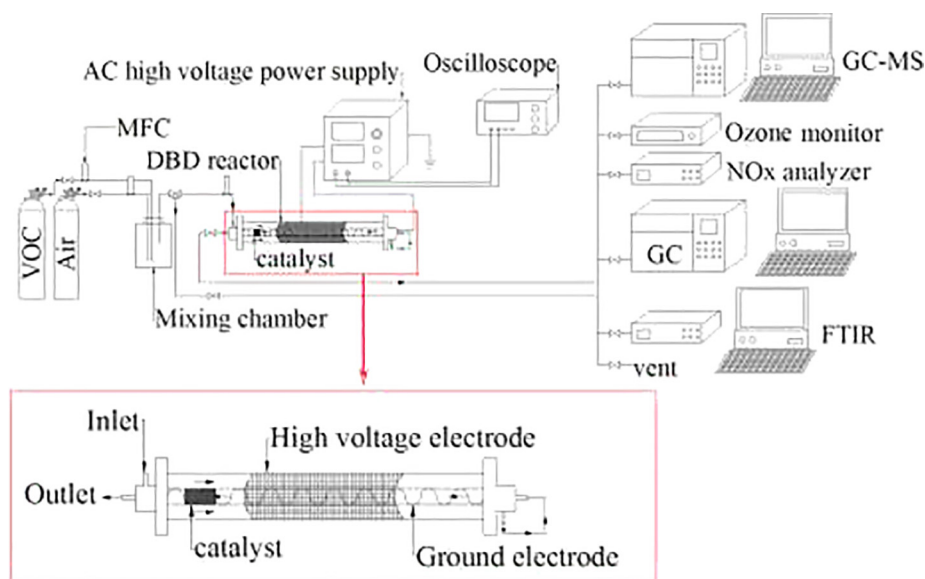 AC high voltage power supply
Oscilloscope
GC-MS
MFC
DBD reactor
Ozone monitor
NOx analyzer
VOC
Air
catalyst
GC
Mixing chamber
FTIR
vent
Inlet
High voltage electrode
Outlet
catalyst
Ground electrode